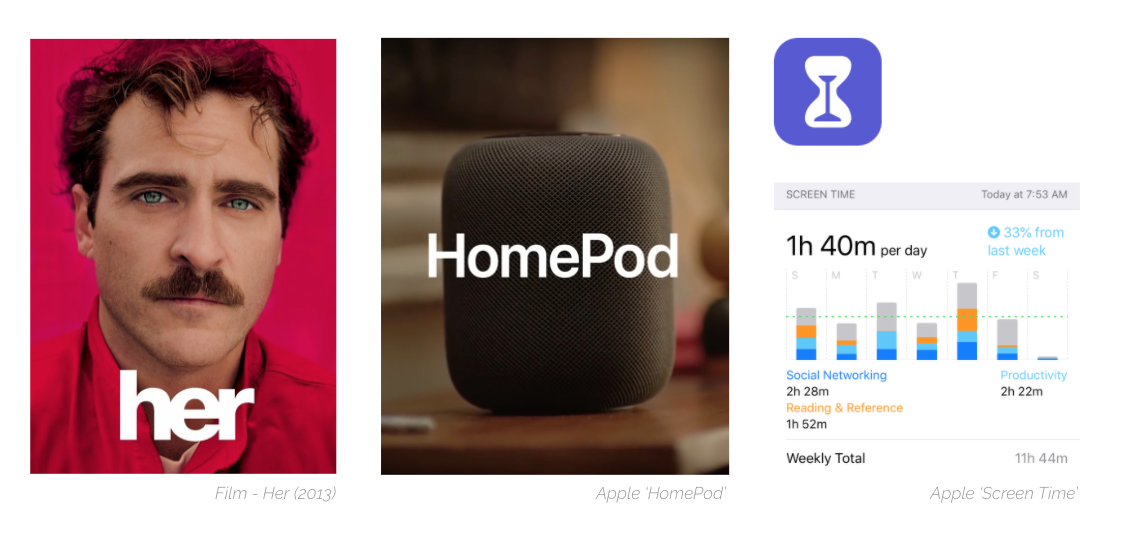 her
Film - Her (2013)
HomePod
Apple 'HomePod'
SCREEN TIME Today at 7:53 AM
1h 40m per day
33% from
last week
S M T W T F S
Social Networking Productivity
2h 28m 2h 22m
Reading & Reference
1h 52m
Weekly Total 11h 44m
Apple 'Screen Time'